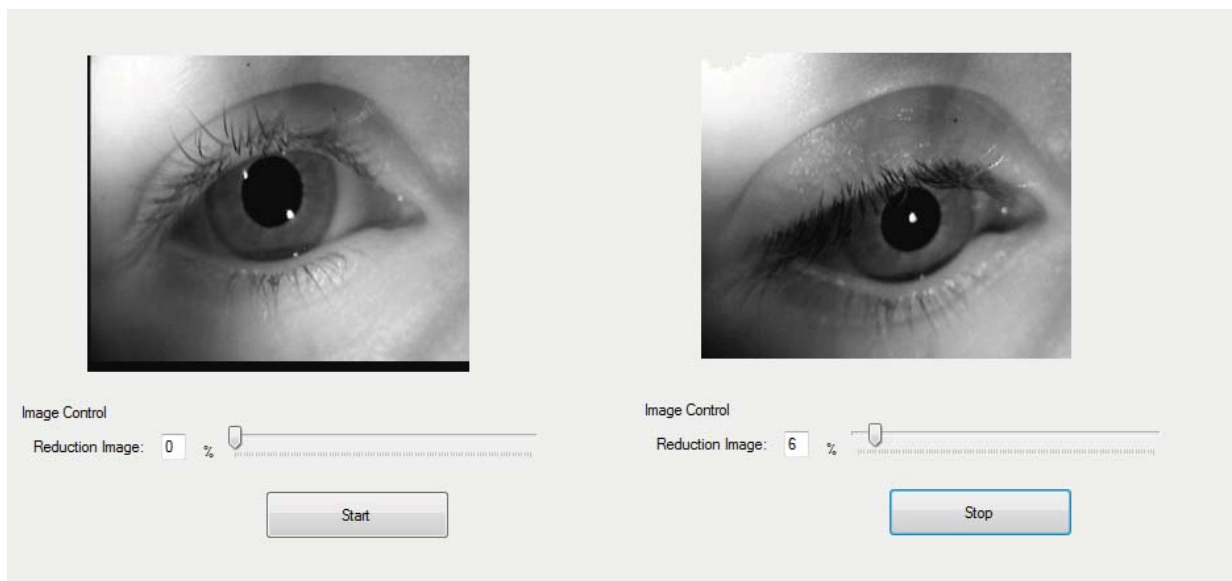 Image Control
Reduction Image: 0 %
Start
Image Control
Reduction Image: 6 %
Stop